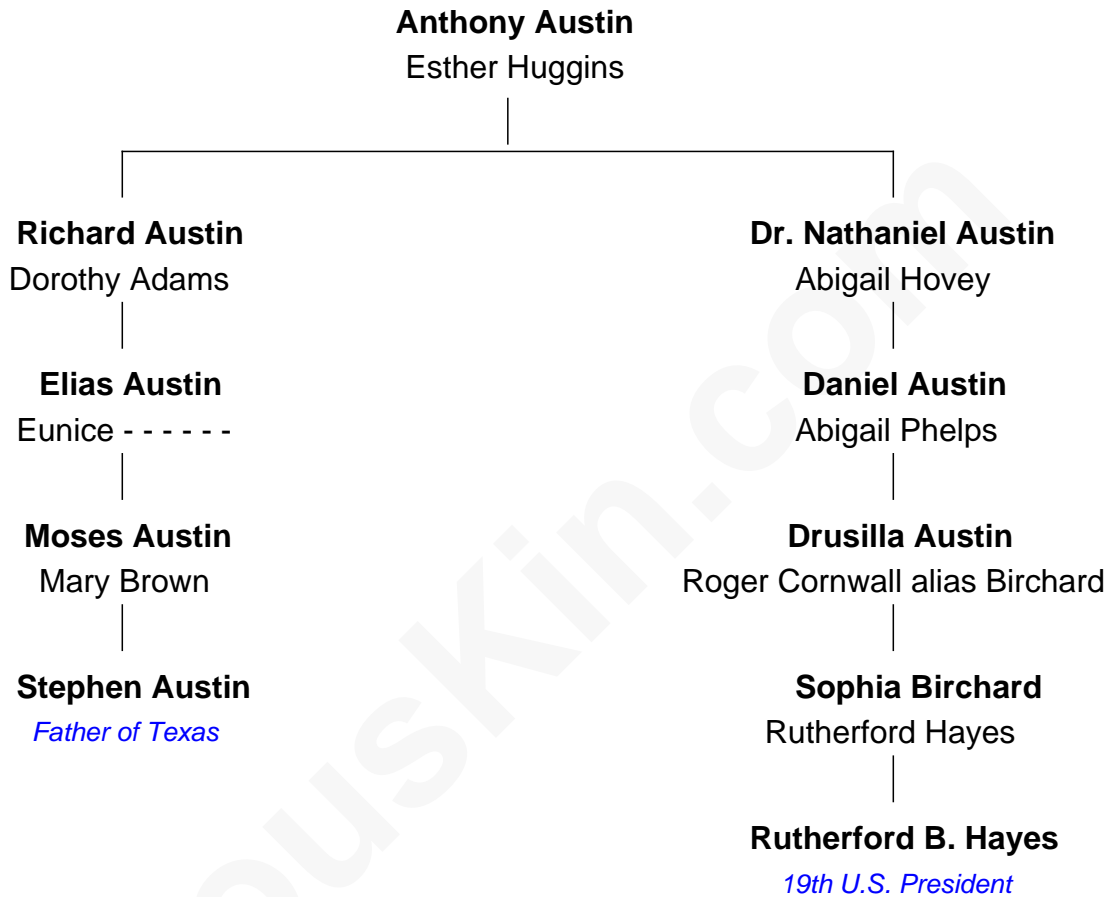 Anthony Austin
Esther Huggins
Richard Austin
Dorothy Adams
Elias Austin
Eunice - - - - - -
Moses Austin
Mary Brown
Stephen Austin
Father of Texas
Dr. Nathaniel Austin
Abigail Hovey
Daniel Austin
Abigail Phelps
Drusilla Austin
Roger Cornwall alias Birchard
Sophia Birchard
Rutherford Hayes
Rutherford B. Hayes
19th U.S. President
ousKin.com